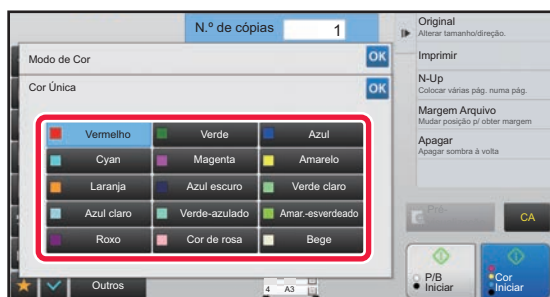 N.º de cópias 1
Modo de Cor OK
Cor Única OK
Vermelho Verde Azul
Cyan Magenta Amarelo
Laranja Azul escuro Verde claro
Azul claro Verde-azulado Amar.-esverdeado
Roxo Cor de rosa Bege
Outros
4 A3
Original
Alterar tamanho/direção.
Imprimir
N-Up
Colocar várias pág. numa pág.
Margem Arquivo
Mudar posição p/ obter margem
Apagar
Apagar sombra à volta
Pré-
CA
P/B
Iniciar
Cor
Iniciar